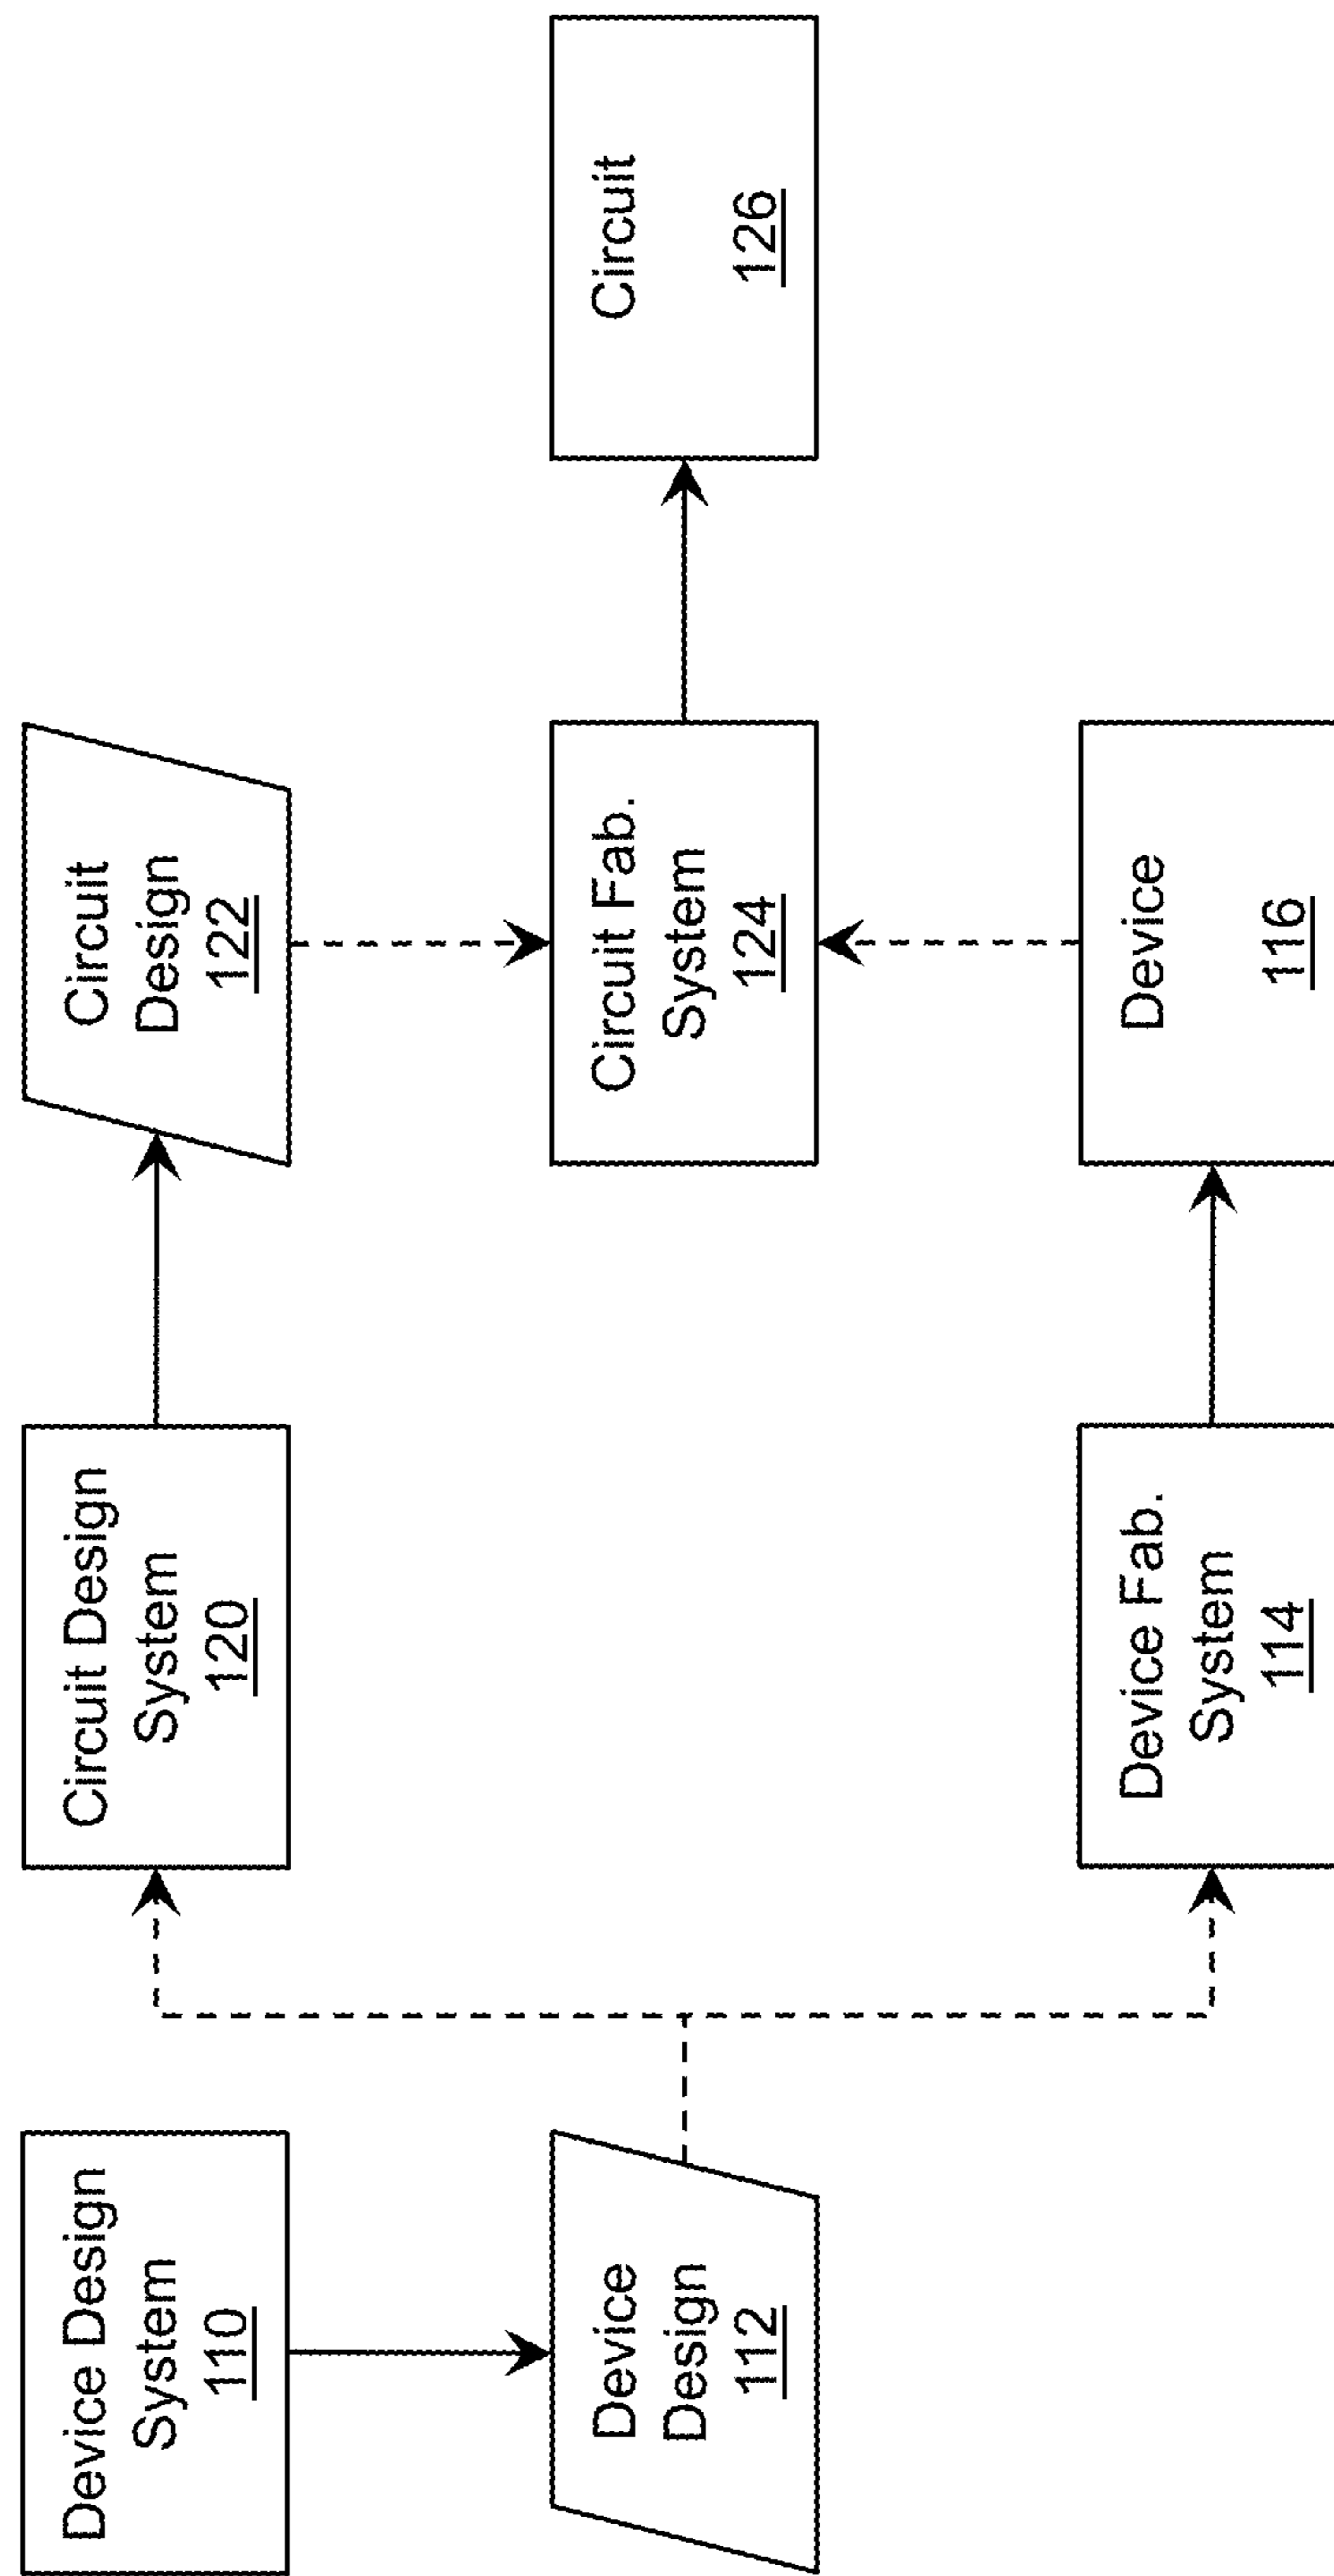 Device Design
System
110
Device
Design
112
Circuit Design
System
120
Device Fab.
System
114
Circuit
Design
122
Circuit Fab.
System
124
Device
116
Circuit
126